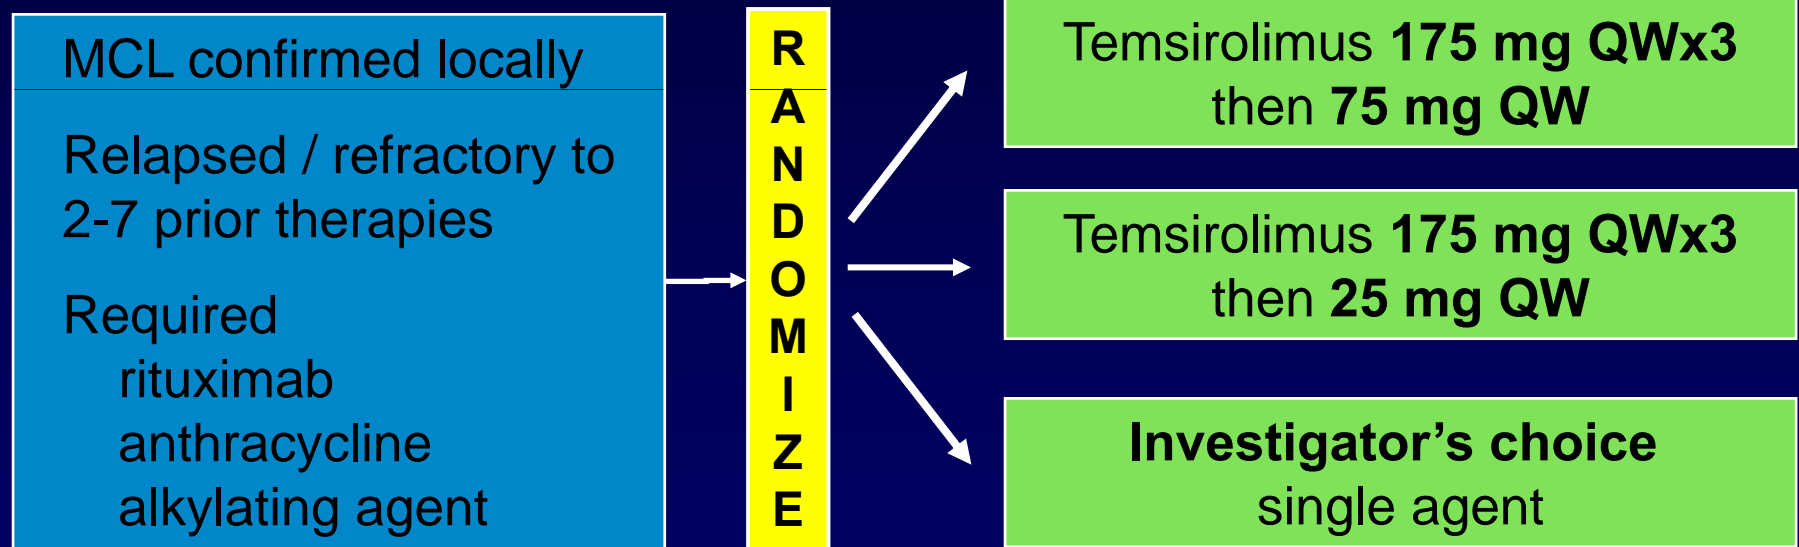 MCL confirmed locally
Relapsed / refractory to
2-7 prior therapies
Required
rituximab
anthracycline
alkylating agent
R
A
N
D
O
M
I
Z
E
Temsirolimus 175 mg QWx3
then 75 mg QW
Temsirolimus 175 mg QWx3
then 25 mg QW
Investigator’s choice
single agent